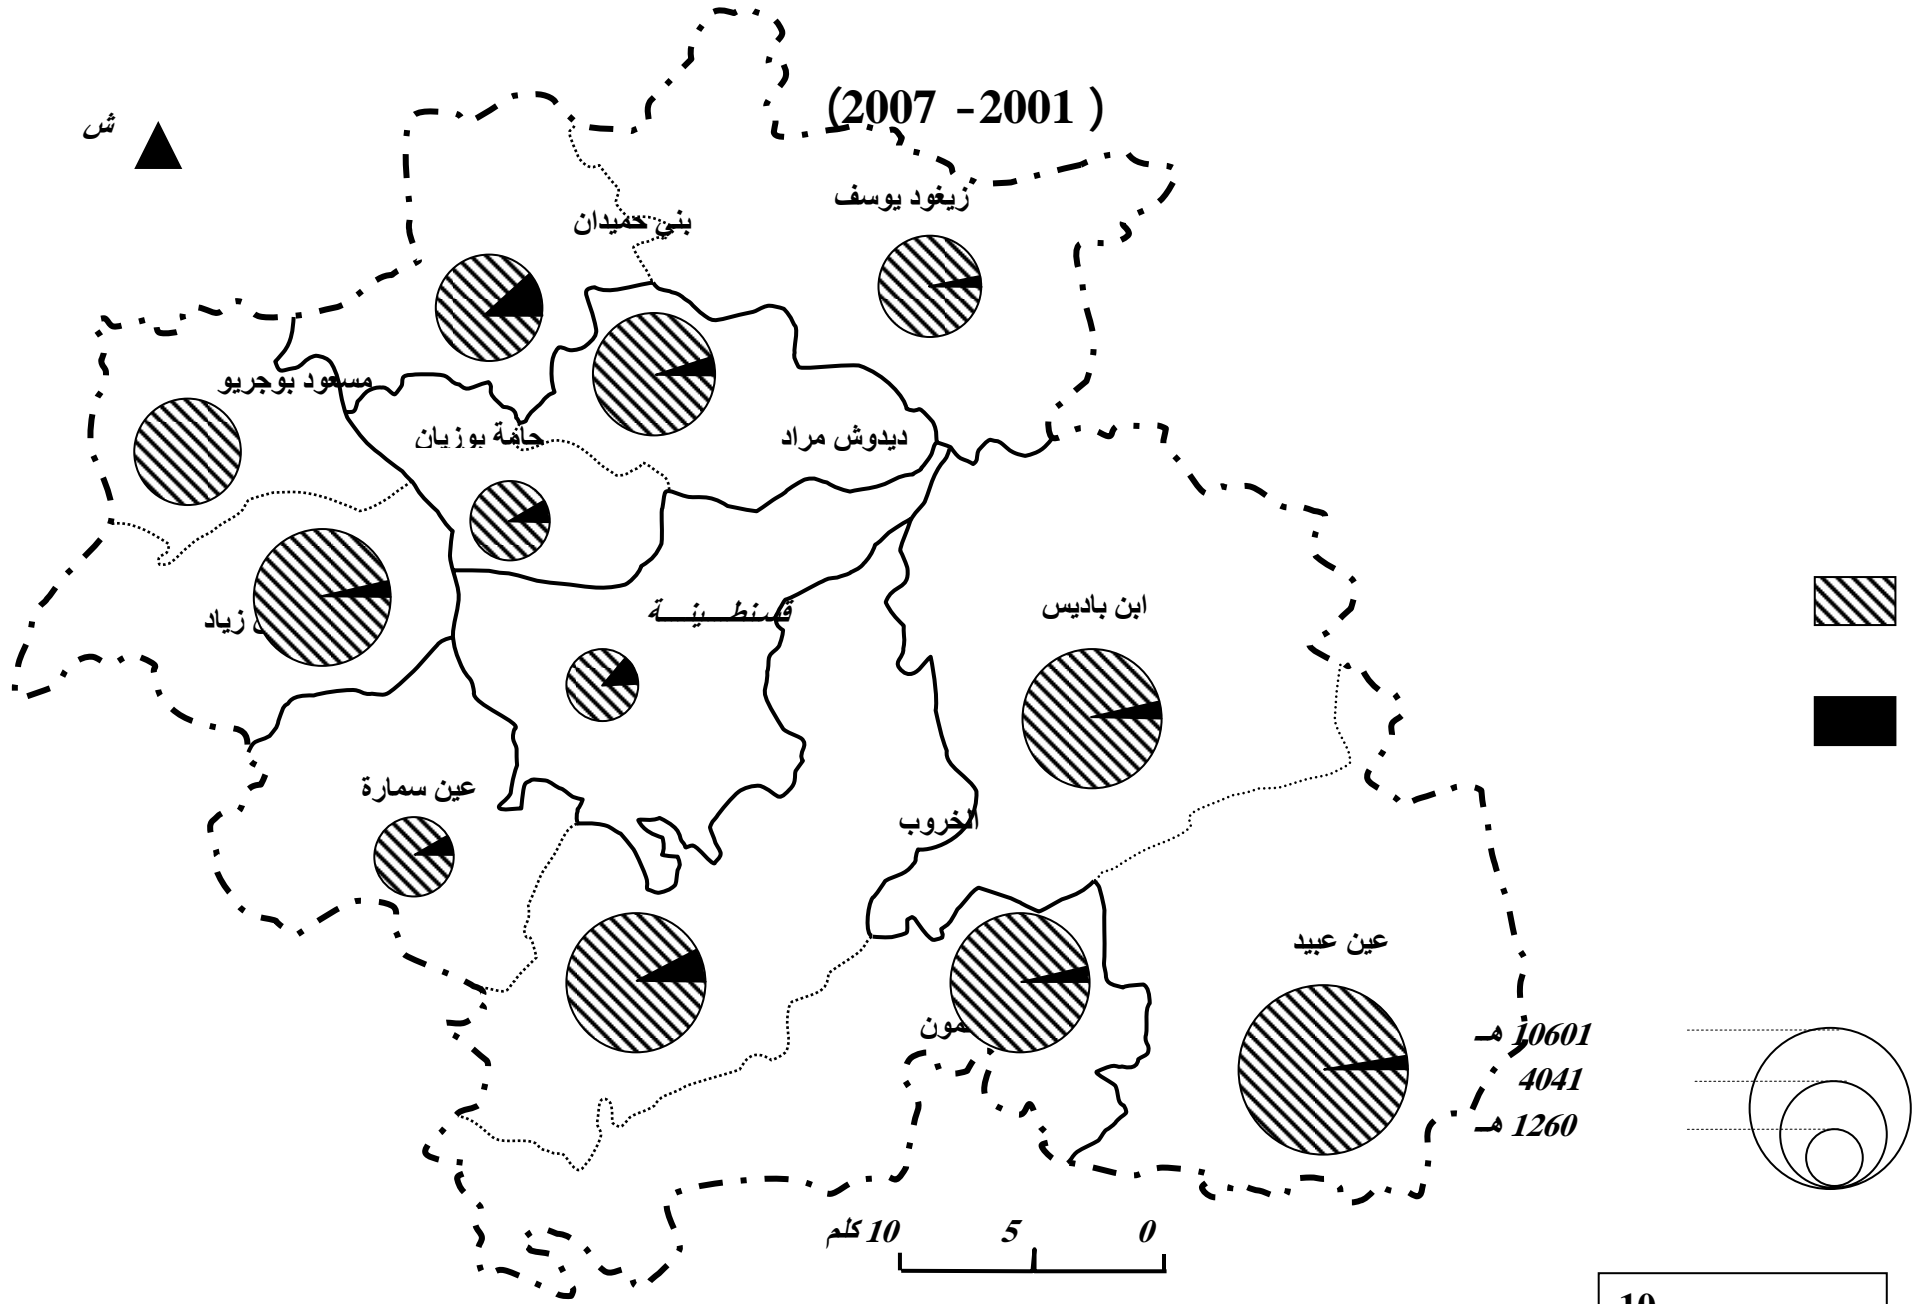 (2007 -2001 )
ش
زيغود يوسف
بني حميدان
مسعود بوجريو
ديدوش مراد
حامة بوزيان
ابن باديس
قسنطــينــــة
زياد
عين سمارة
الخروب
عين عبيد
10601 هـ
4041
1260 هـ
0 5 10 كلم
10